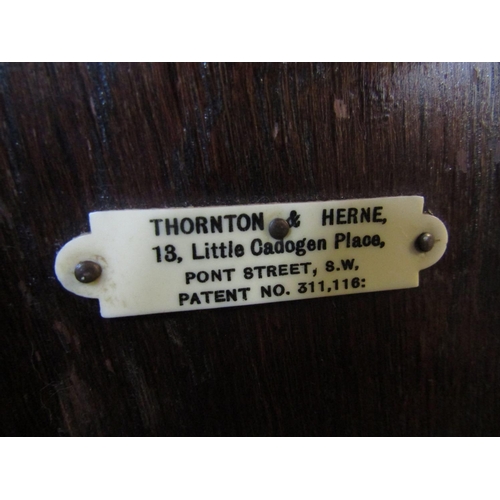 THORNTON & HERNE,
13, Little Cadogen Place,
PONT STREET, S.W,
PATENT NO. 311,116: